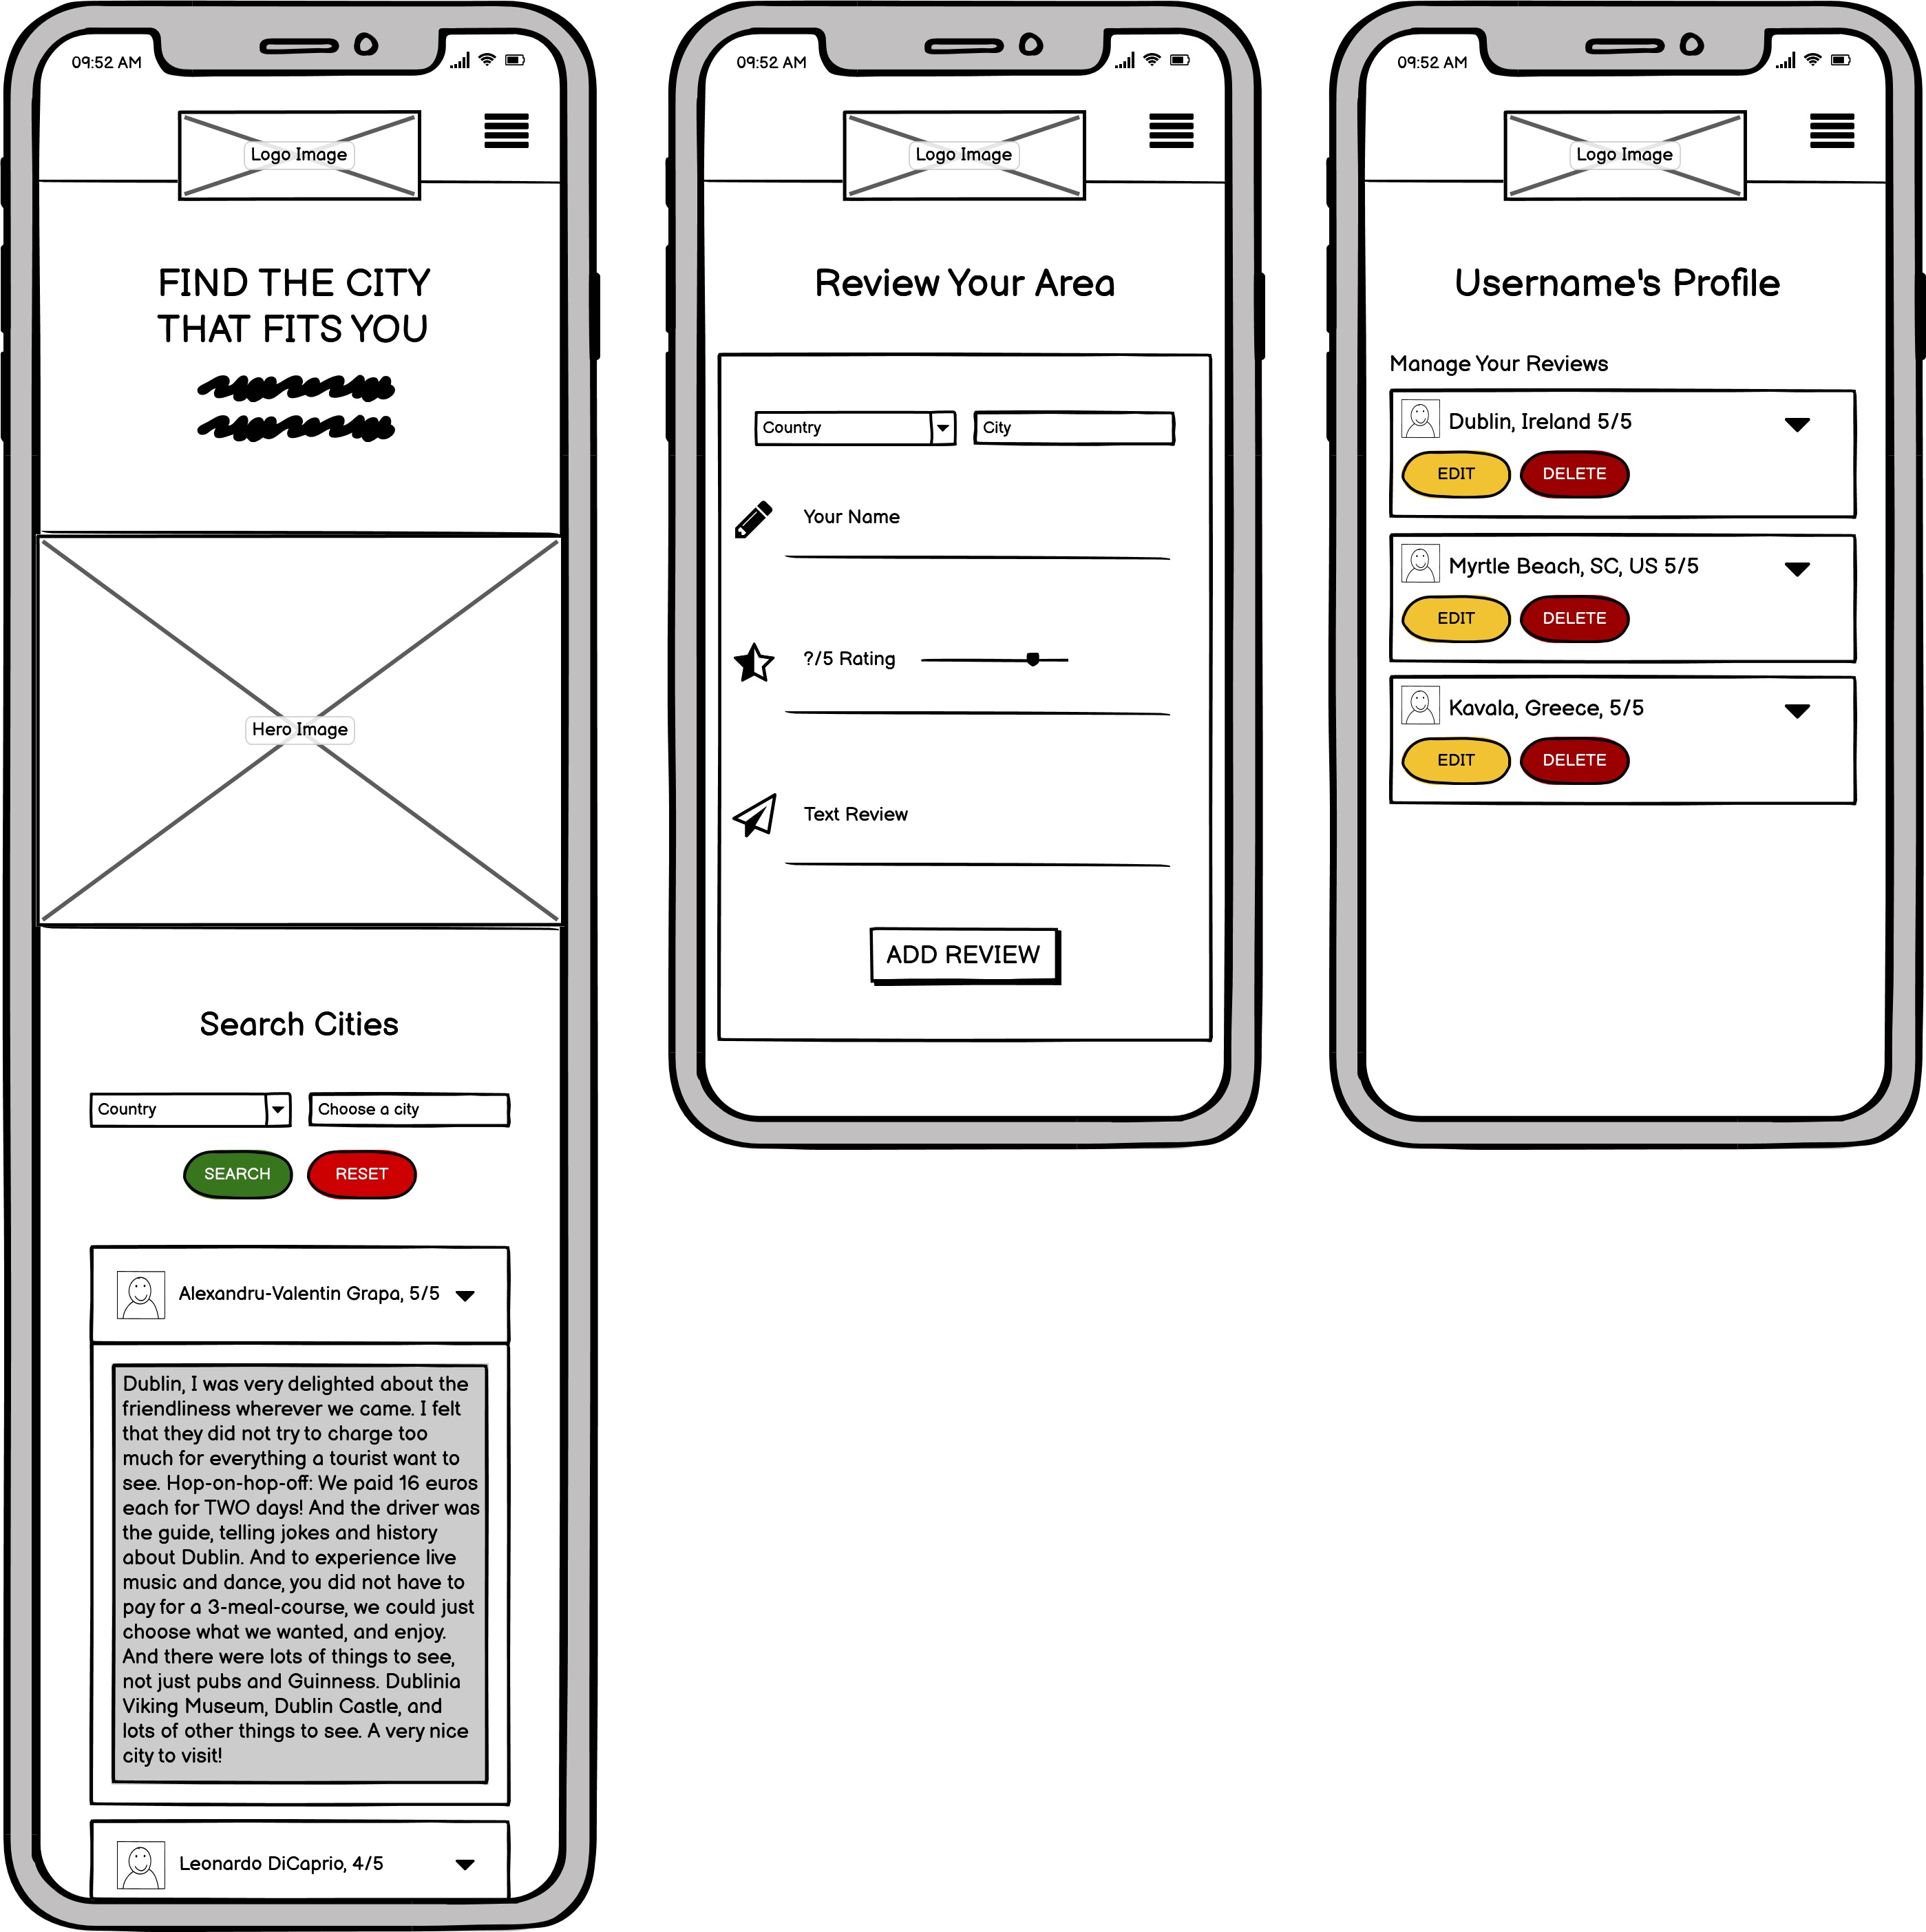 09:52 AM
Logo Image
FIND THE CITY
THAT FITS YOU
Hero Image
Search Cities
Country
Choose a city
SEARCH
RESET
Alexandru-Valentin Grapa, 5/5
Dublin, I was very delighted about the
friendliness wherever we came. I felt
that they did not try to charge too
much for everything a tourist want to
see. Hop-on-hop-off: We paid 16 euros
each for TWO days! And the driver was
the guide, telling jokes and history
about Dublin. And to experience live
music and dance, you did not have to
pay for a 3-meal-course, we could just
choose what we wanted, and enjoy.
And there were lots of things to see,
not just pubs and Guinness. Dublinia
Viking Museum, Dublin Castle, and
lots of other things to see. A very nice
city to visit!
Leonardo DiCaprio, 4/5
09:52 AM
Logo Image
Review Your Area
Country
City
Your Name
?/5 Rating
Text Review
ADD REVIEW
09:52 AM
Logo Image
Username's Profile
Manage Your Reviews
Dublin, Ireland 5/5
EDIT
DELETE
Myrtle Beach, SC, US 5/5
EDIT
DELETE
Kavala, Greece, 5/5
EDIT
DELETE